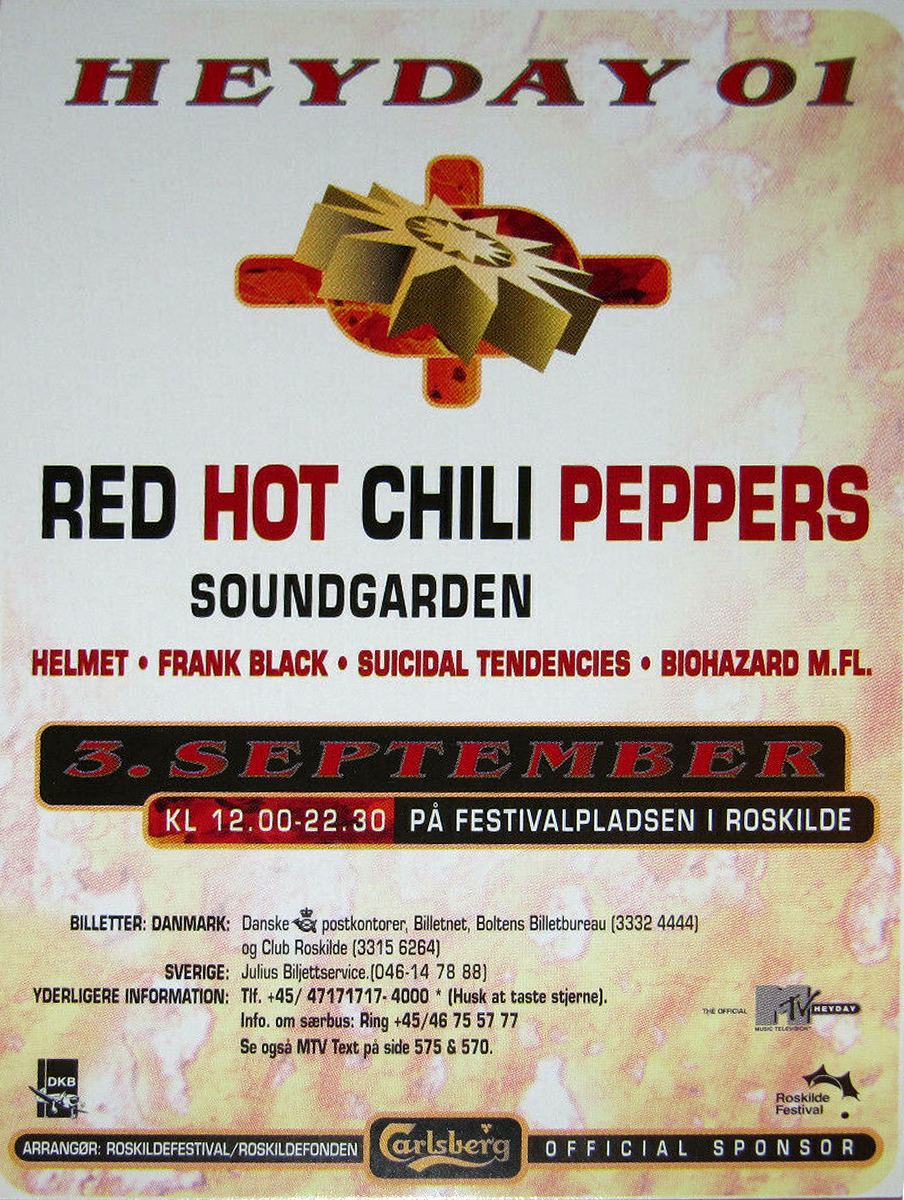 HEYDAY 01
RED HOT CHILI PEPPERS
SOUNDGARDEN
HELMET • FRANK BLACK • SUICIDAL TENDENCIES • BIOHAZARD M.FL.
3. SEPTEMBER
KL 12.00-22.30 PÅ FESTIVALPLADSEN I ROSKILDE
BILLETTER: DANMARK: Danske postkontorer, Billetnet, Boltens Billetbureau (3332 4444)
og Club Roskilde (3315 6264)
SVERIGE: Julius Biljettservice.(046-14 78 88)
YDERLIGERE INFORMATION: Tlf. +45/ 47171717- 4000 * (Husk at taste stjerne).
Info. om særbus: Ring +45/46 75 57 77
Se også MTV Text på side 575 & 570.
THE OFFICIAL MTV HEYDAY
MUSIC TELEVISION
DKB
Roskilde
Festival
ARRANGØR: ROSKILDEFESTIVAL/ROSKILDEFONDEN Carlsberg OFFICIAL SPONSOR